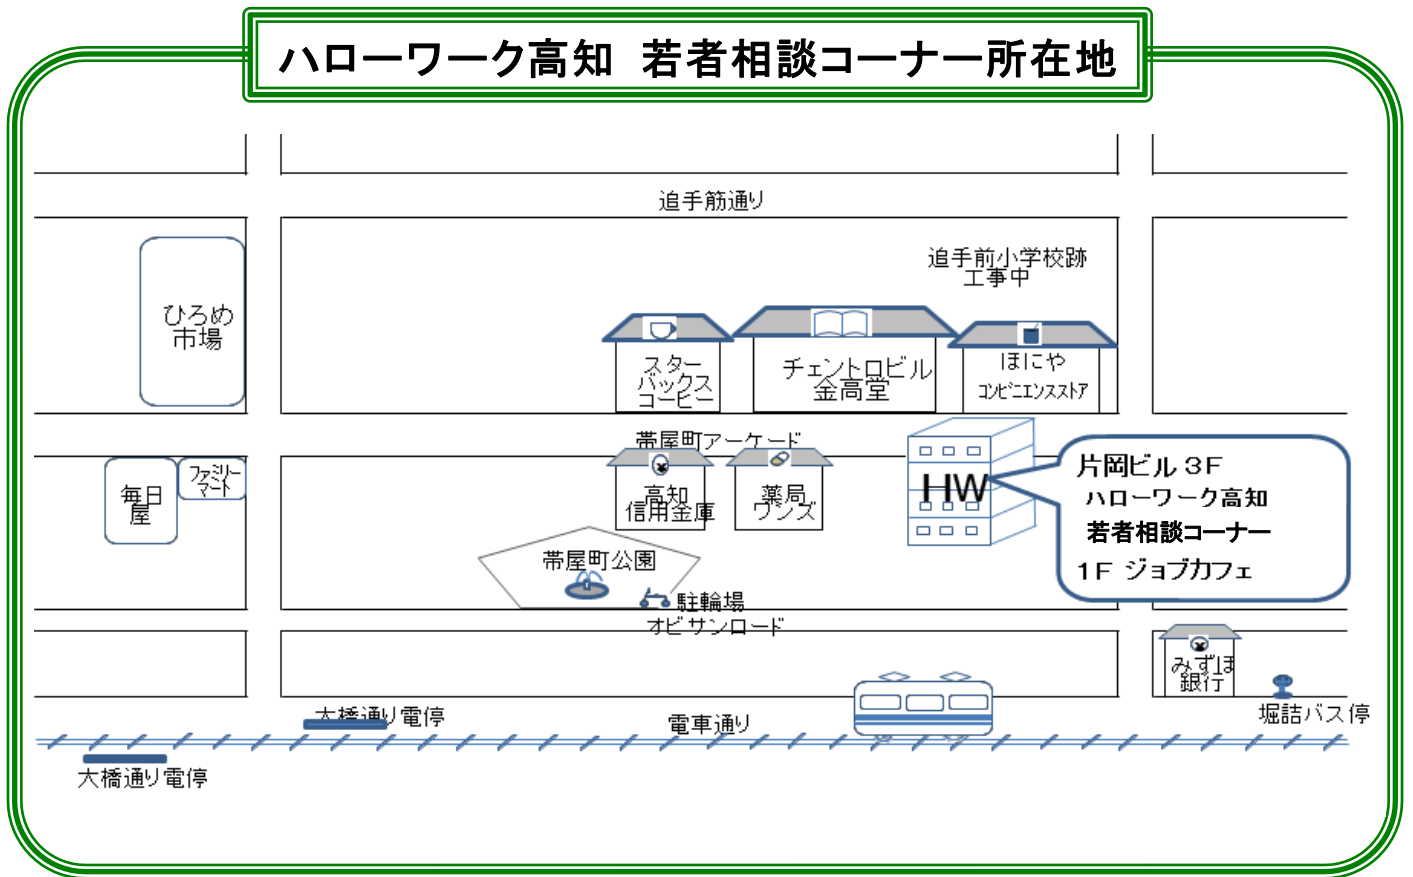 ハローワーク高知 若者相談コーナー所在地
追手筋通り
追手前小学校跡
工事中
ひろめ
市場
スター
バックス
コーヒー
チェントロビル
金高堂
ほにや
コンビニエンスストア
帯屋町アーケード
毎日
屋
ファミリー
マート
高知
信用金庫
薬局
ワンズ
HW
片岡ビル 3F
ハローワーク高知
若者相談コーナー
1F ジョブカフェ
帯屋町公園
駐輪場
オビサンロード
みずほ
銀行
大橋通り電停
電車通り
堀詰バス停
大橋通り電停